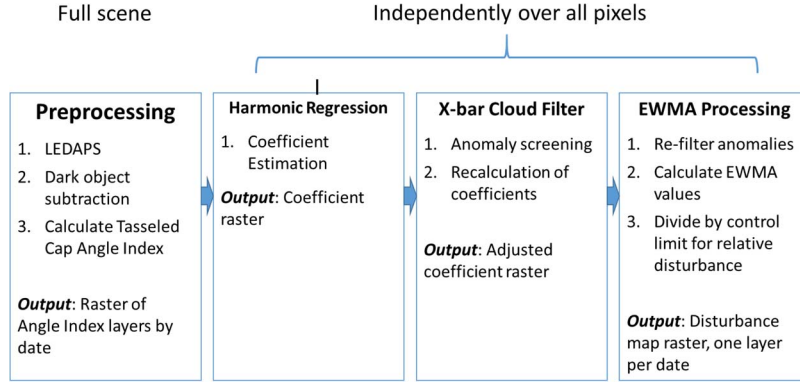 Full scene
Independently over all pixels
Preprocessing
1. LEDAPS
2. Dark object
subtraction
3. Calculate Tasseled
Cap Angle Index
Output: Raster of
Angle Index layers by
date
Harmonic Regression
1. Coefficient
Estimation
Output: Coefficient
raster
X-bar Cloud Filter
1. Anomaly screening
2. Recalculation of
coefficients
Output: Adjusted
coefficient raster
EWMA Processing
1. Re-filter anomalies
2. Calculate EWMA
values
3. Divide by control
limit for relative
disturbance
Output: Disturbance
map raster, one layer
per date